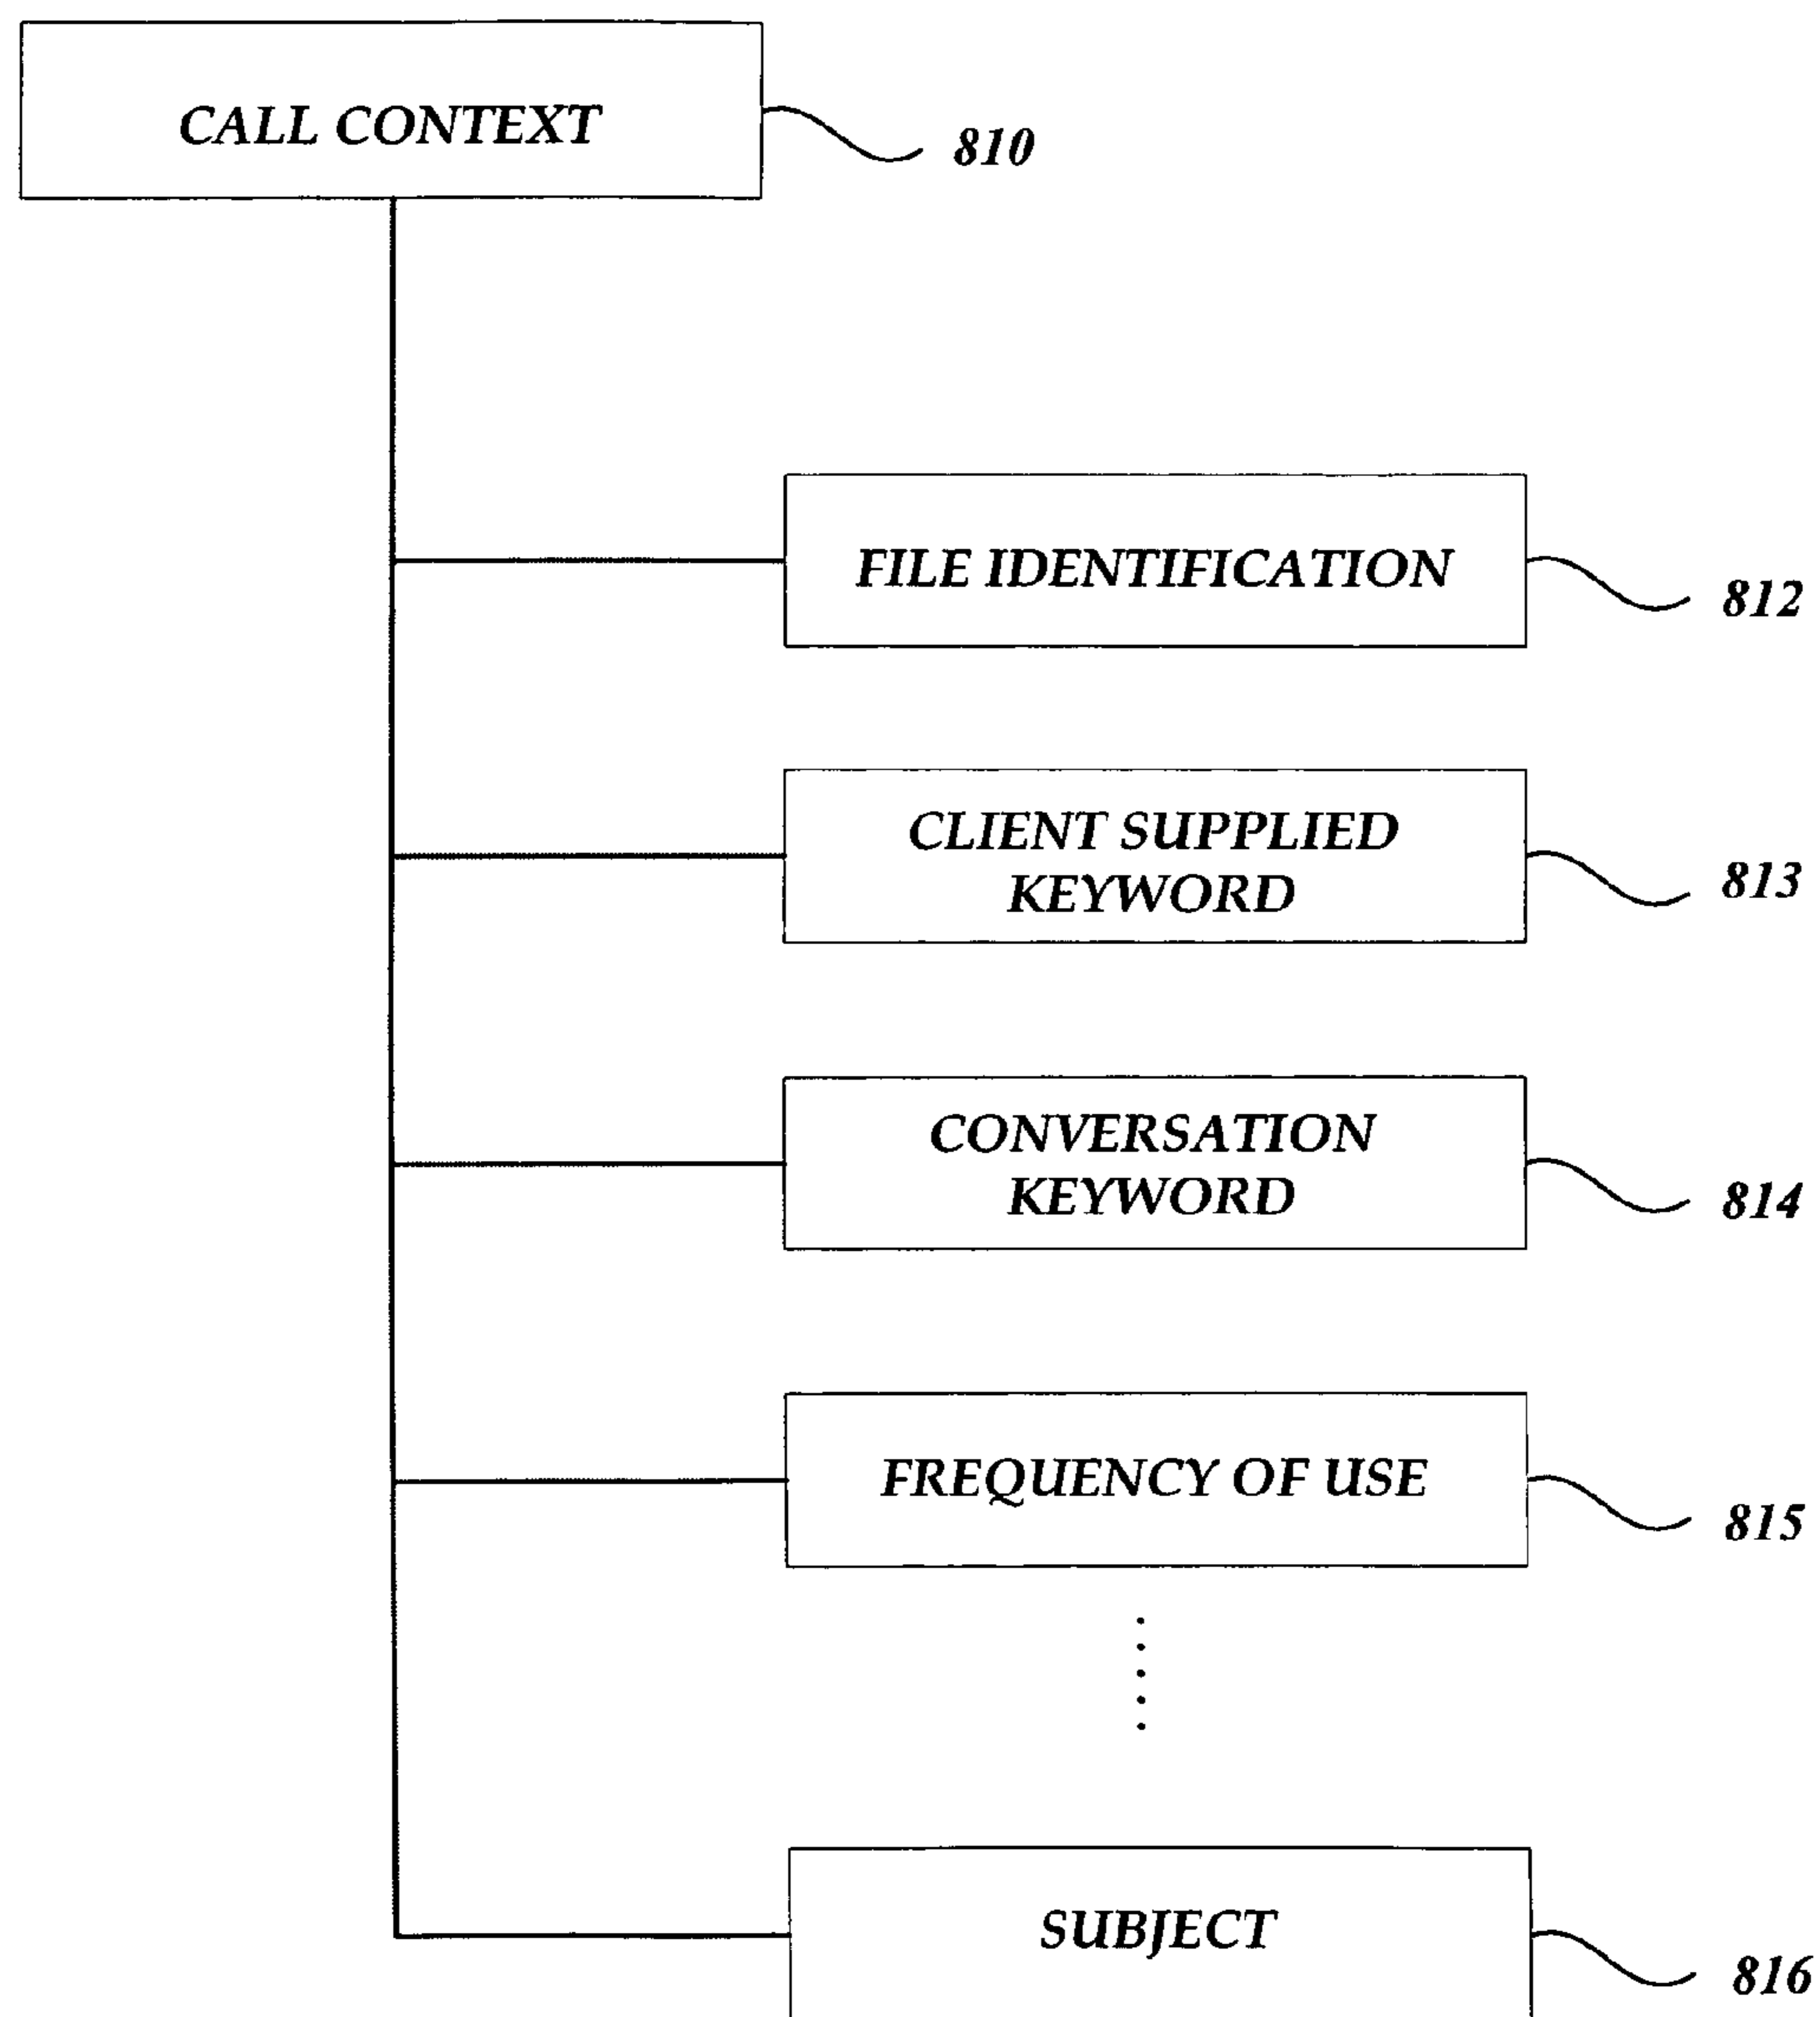 CALL CONTEXT
810
FILE IDENTIFICATION
812
CLIENT SUPPLIED
KEYWORD
813
CONVERSATION
KEYWORD
814
FREQUENCY OF USE
815
SUBJECT
816